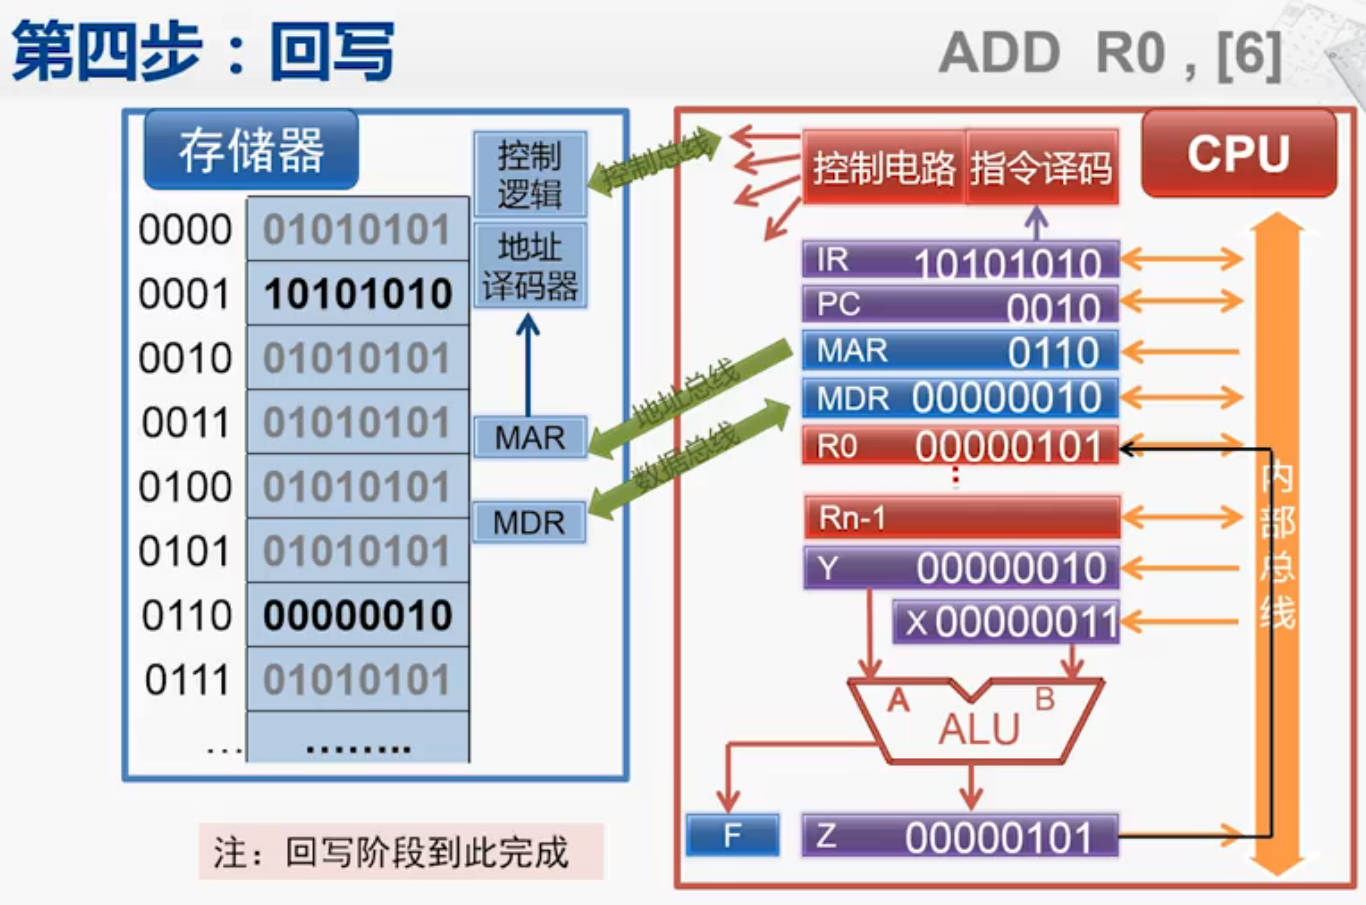 第四步：回写
ADD R0 , [6]
存储器
控制
逻辑
地址
译码器
MAR
MDR
0000 01010101
0001 10101010
0010 01010101
0011 01010101
0100 01010101
0101 01010101
0110 00000010
0111 01010101
... ........
控制总线
地址总线
数据总线
CPU
控制电路 指令译码
IR 10101010
PC 0010
MAR 0110
MDR 00000010
R0 00000101
Rn-1
Y 00000010
X 00000011
A B
ALU
F
Z 00000101
内部总线
注：回写阶段到此完成